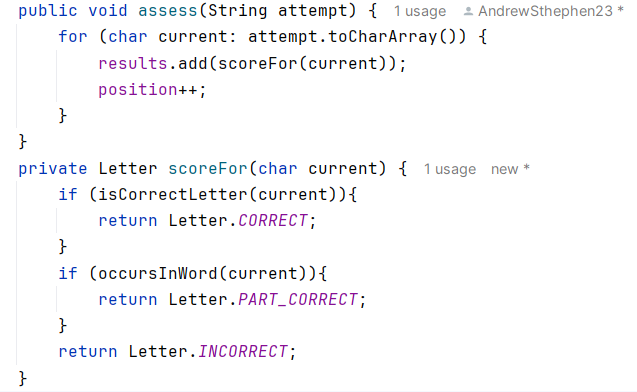 public void assess(String attempt) { 1 usage AndrewSthephen23 *
    for (char current: attempt.toCharArray()) {
        results.add(scoreFor(current));
        position++;
    }
}
private Letter scoreFor(char current) { 1 usage new *
    if (isCorrectLetter(current)){
        return Letter.CORRECT;
    }
    if (occursInWord(current)){
        return Letter.PART_CORRECT;
    }
    return Letter.INCORRECT;
}